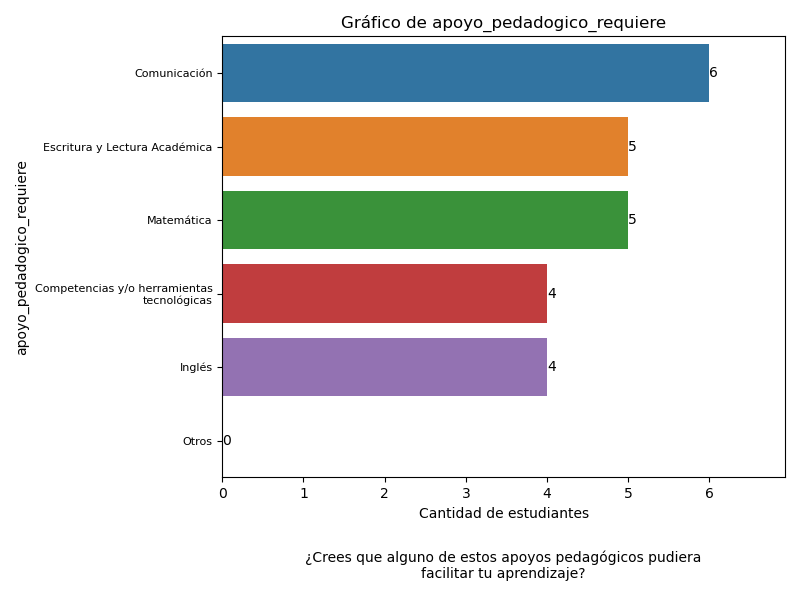 Gráfico de apoyo_pedadogico_requiere
apoyo_pedadogico_requiere
Comunicación
6
Escritura y Lectura Académica
5
Matemática
5
Competencias y/o herramientas
tecnológicas
4
Inglés
4
Otros
0
0 1 2 3 4 5 6
Cantidad de estudiantes
¿Crees que alguno de estos apoyos pedagógicos pudiera
facilitar tu aprendizaje?